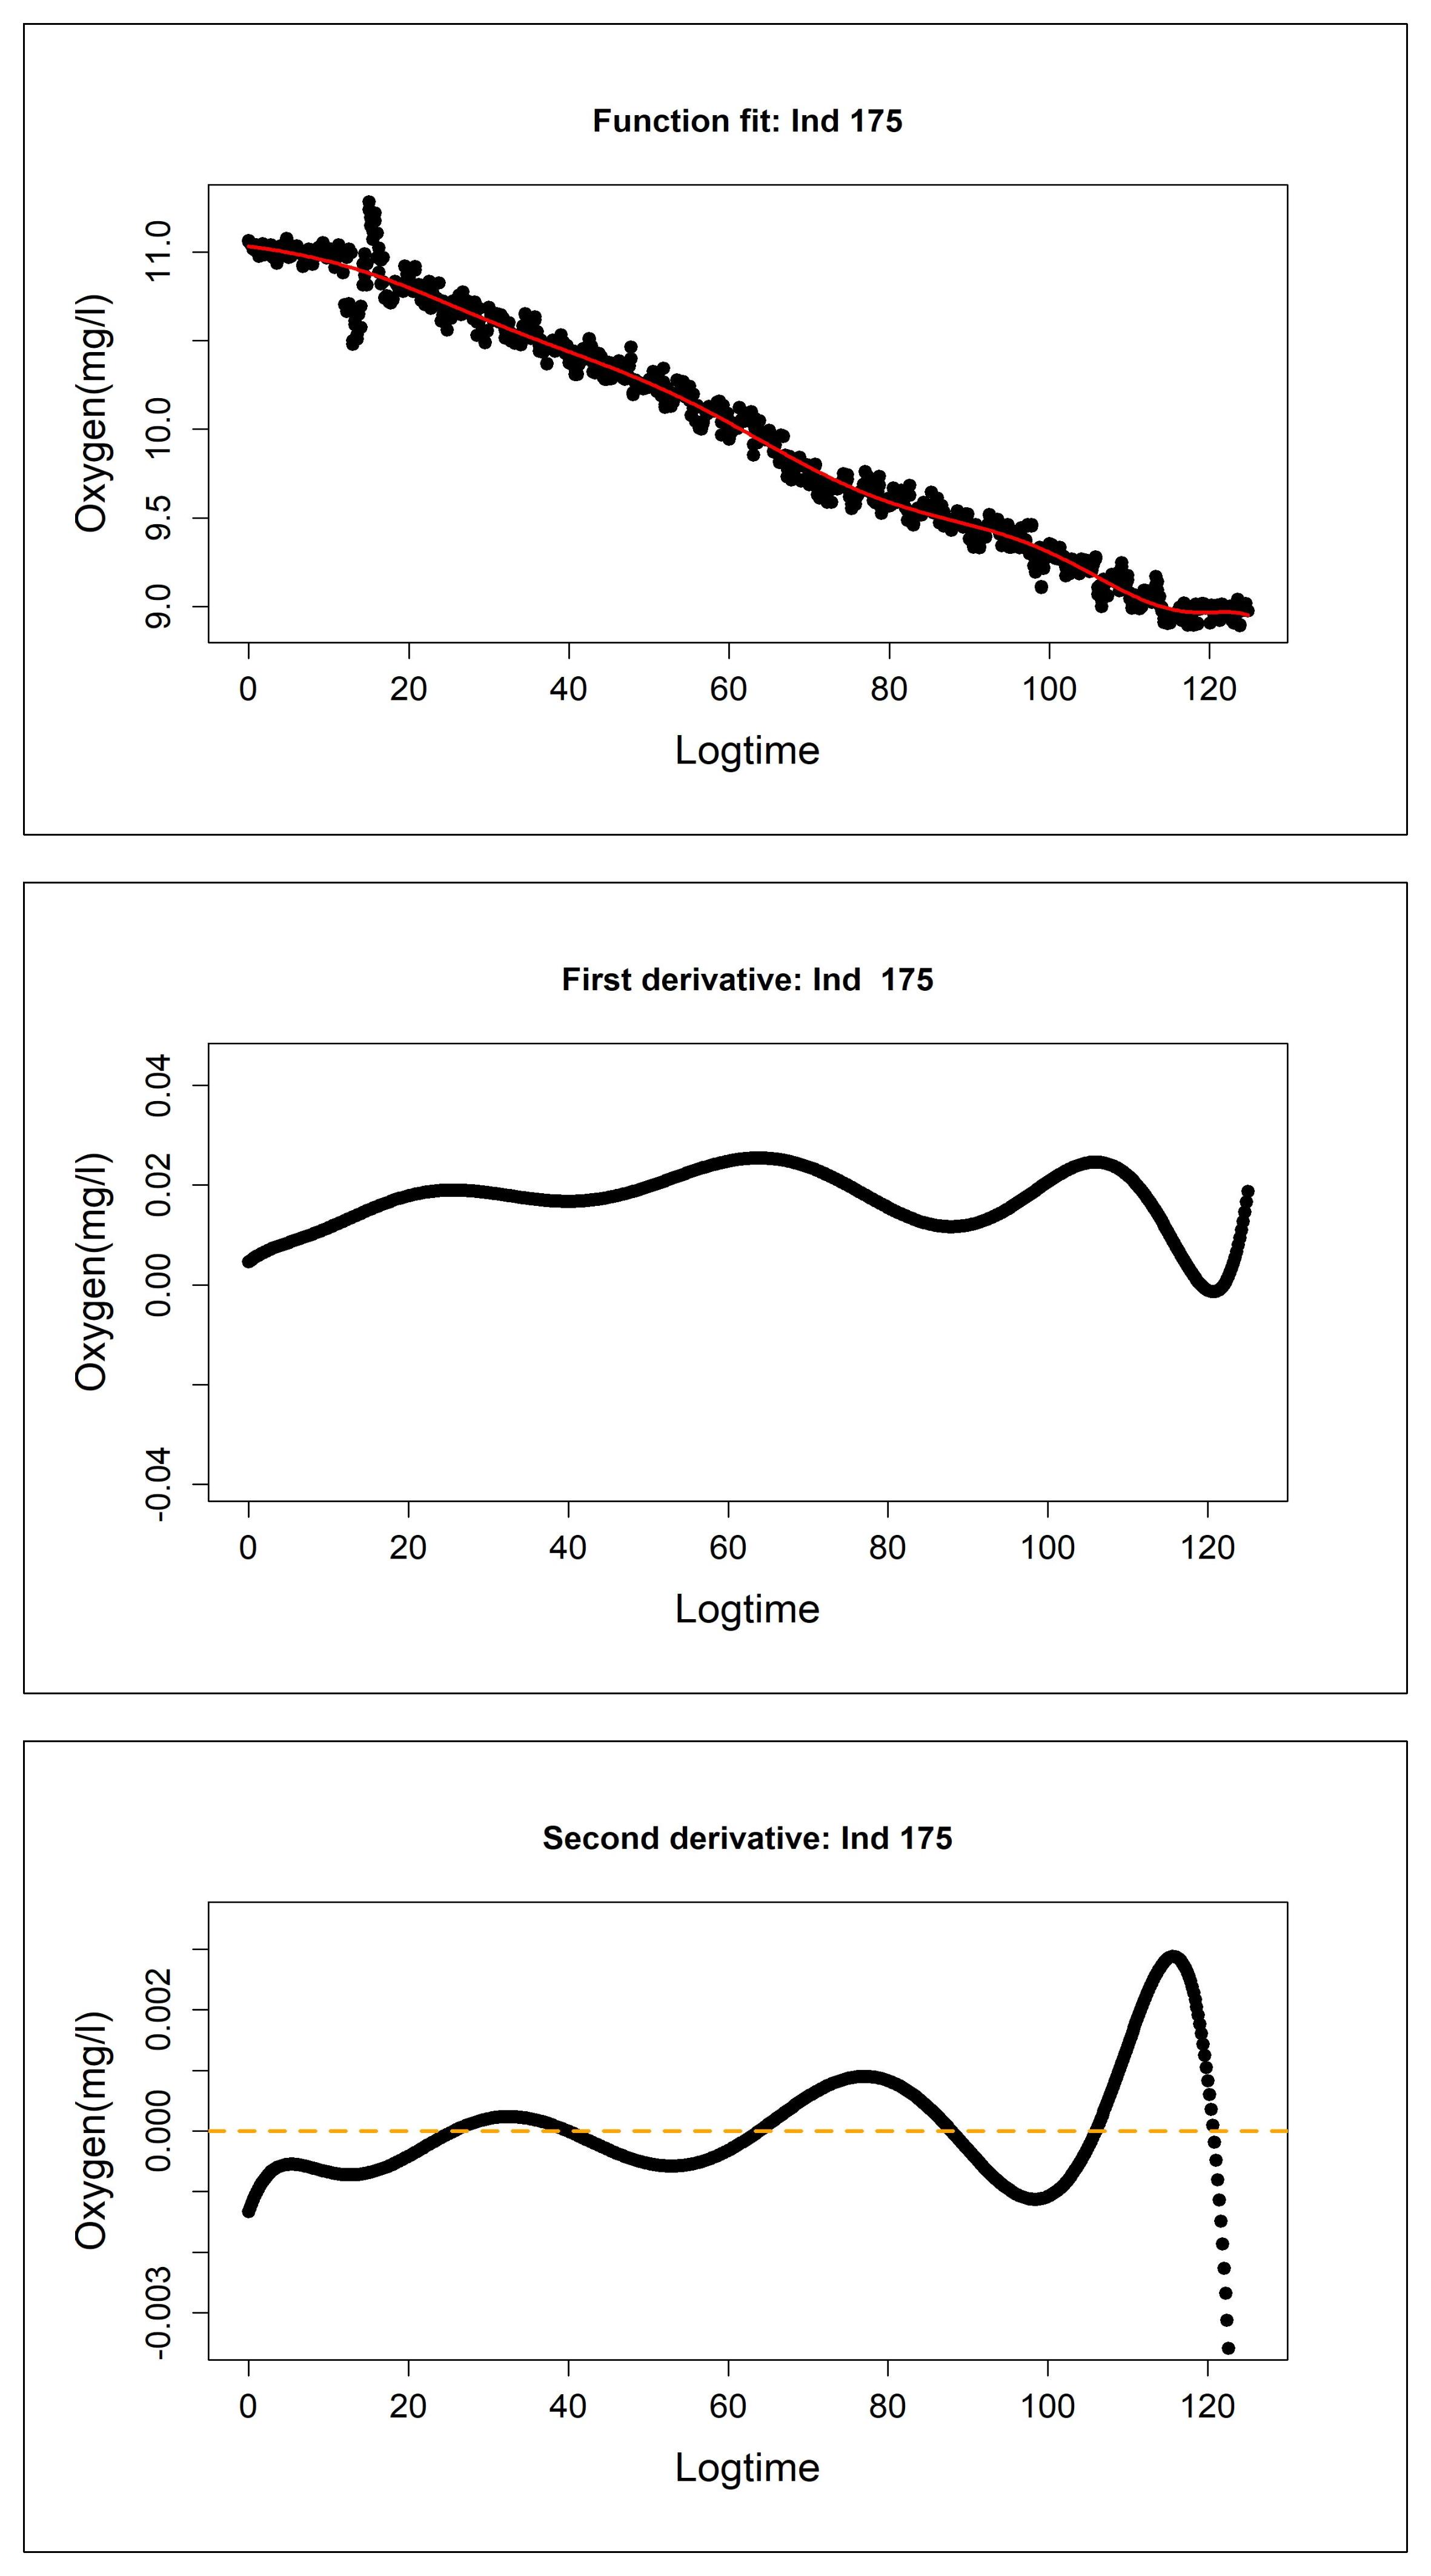 Function fit: Ind 175
Oxygen(mg/l)
11.0
10.0
9.5
9.0
0 20 40 60 80 100 120
Logtime
First derivative: Ind  175
Oxygen(mg/l)
0.04
0.02
0.00
-0.04
0 20 40 60 80 100 120
Logtime
Second derivative: Ind 175
Oxygen(mg/l)
0.002
0.000
-0.003
0 20 40 60 80 100 120
Logtime